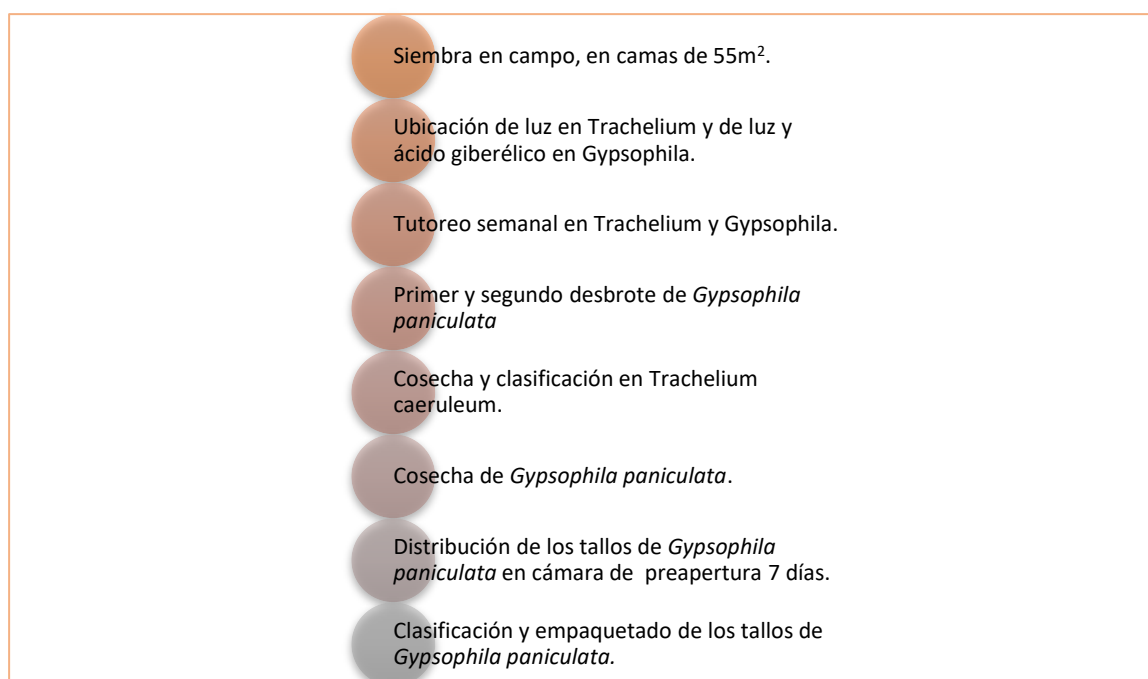 Siembra en campo, en camas de 55m².
Ubicación de luz en Trachelium y de luz y
ácido giberélico en Gypsophila.
Tutoreo semanal en Trachelium y Gypsophila.
Primer y segundo desbrote de Gypsophila
paniculata
Cosecha y clasificación en Trachelium
caeruleum.
Cosecha de Gypsophila paniculata.
Distribución de los tallos de Gypsophila
paniculata en cámara de preapertura 7 días.
Clasificación y empaquetado de los tallos de
Gypsophila paniculata.